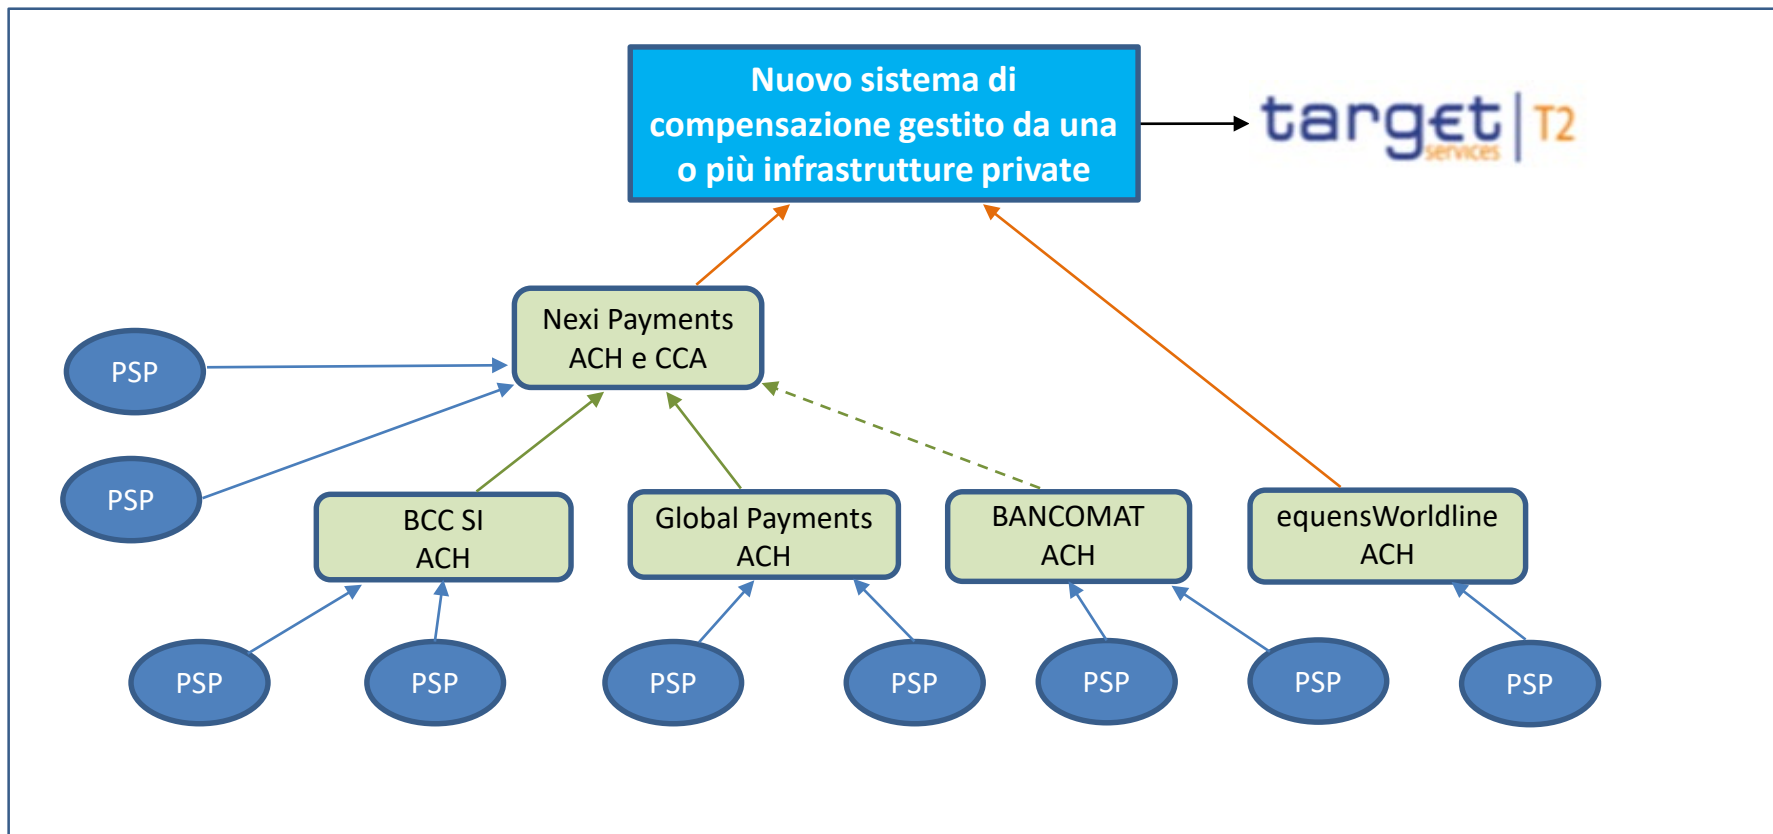 Nuovo sistema di
compensazione gestito da una
o più infrastrutture private
targ€t T2
services
Nexi Payments
ACH e CCA
PSP
PSP
BCC SI
ACH
Global Payments
ACH
BANCOMAT
ACH
equensWorldline
ACH
PSP
PSP
PSP
PSP
PSP
PSP
PSP